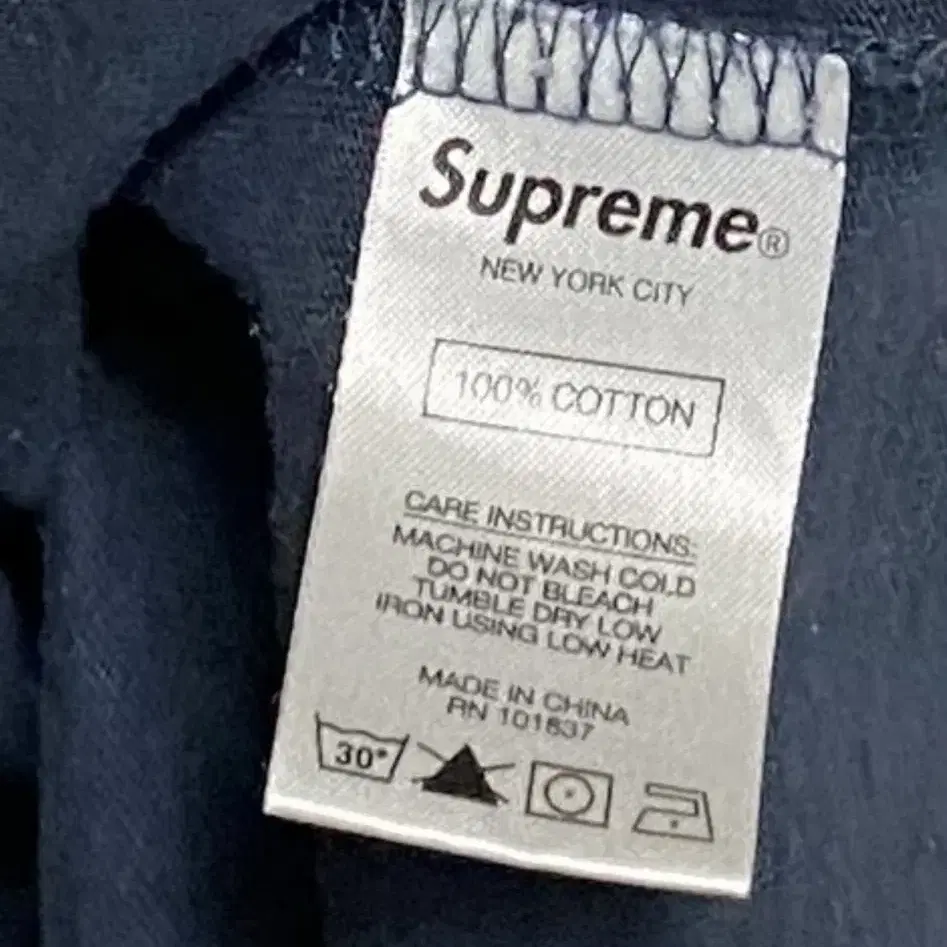 Supreme®
NEW YORK CITY
100% COTTON
CARE INSTRUCTIONS:
MACHINE WASH COLD
DO NOT BLEACH
TUMBLE DRY LOW
IRON USING LOW HEAT
MADE IN CHINA
RN 101837
30°